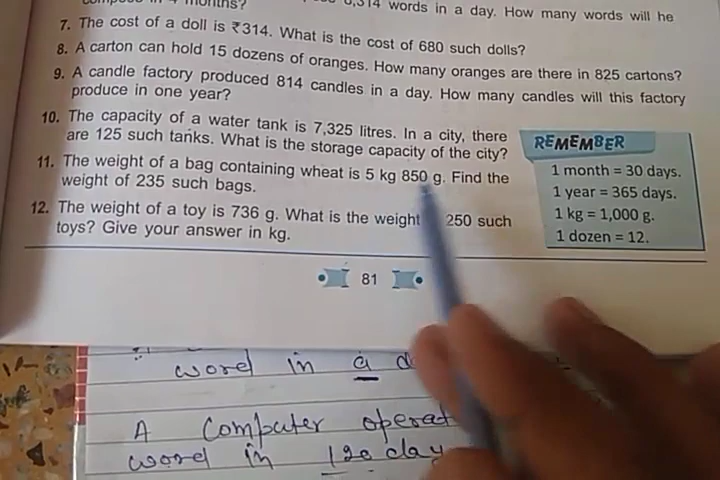 months?
words in a day. How many words will he
7. The cost of a doll is ₹314. What is the cost of 680 such dolls?
8. A carton can hold 15 dozens of oranges. How many oranges are there in 825 cartons?
9. A candle factory produced 814 candles in a day. How many candles will this factory
produce in one year?
10. The capacity of a water tank is 7,325 litres. In a city, there
are 125 such tanks. What is the storage capacity of the city?
11. The weight of a bag containing wheat is 5 kg 850 g. Find the
weight of 235 such bags.
12. The weight of a toy is 736 g. What is the weight 250 such
toys? Give your answer in kg.
REMEMBER
1 month = 30 days.
1 year = 365 days.
1 kg = 1,000 g.
1 dozen = 12.
81
word in a
A Computer operat
word in 120 day